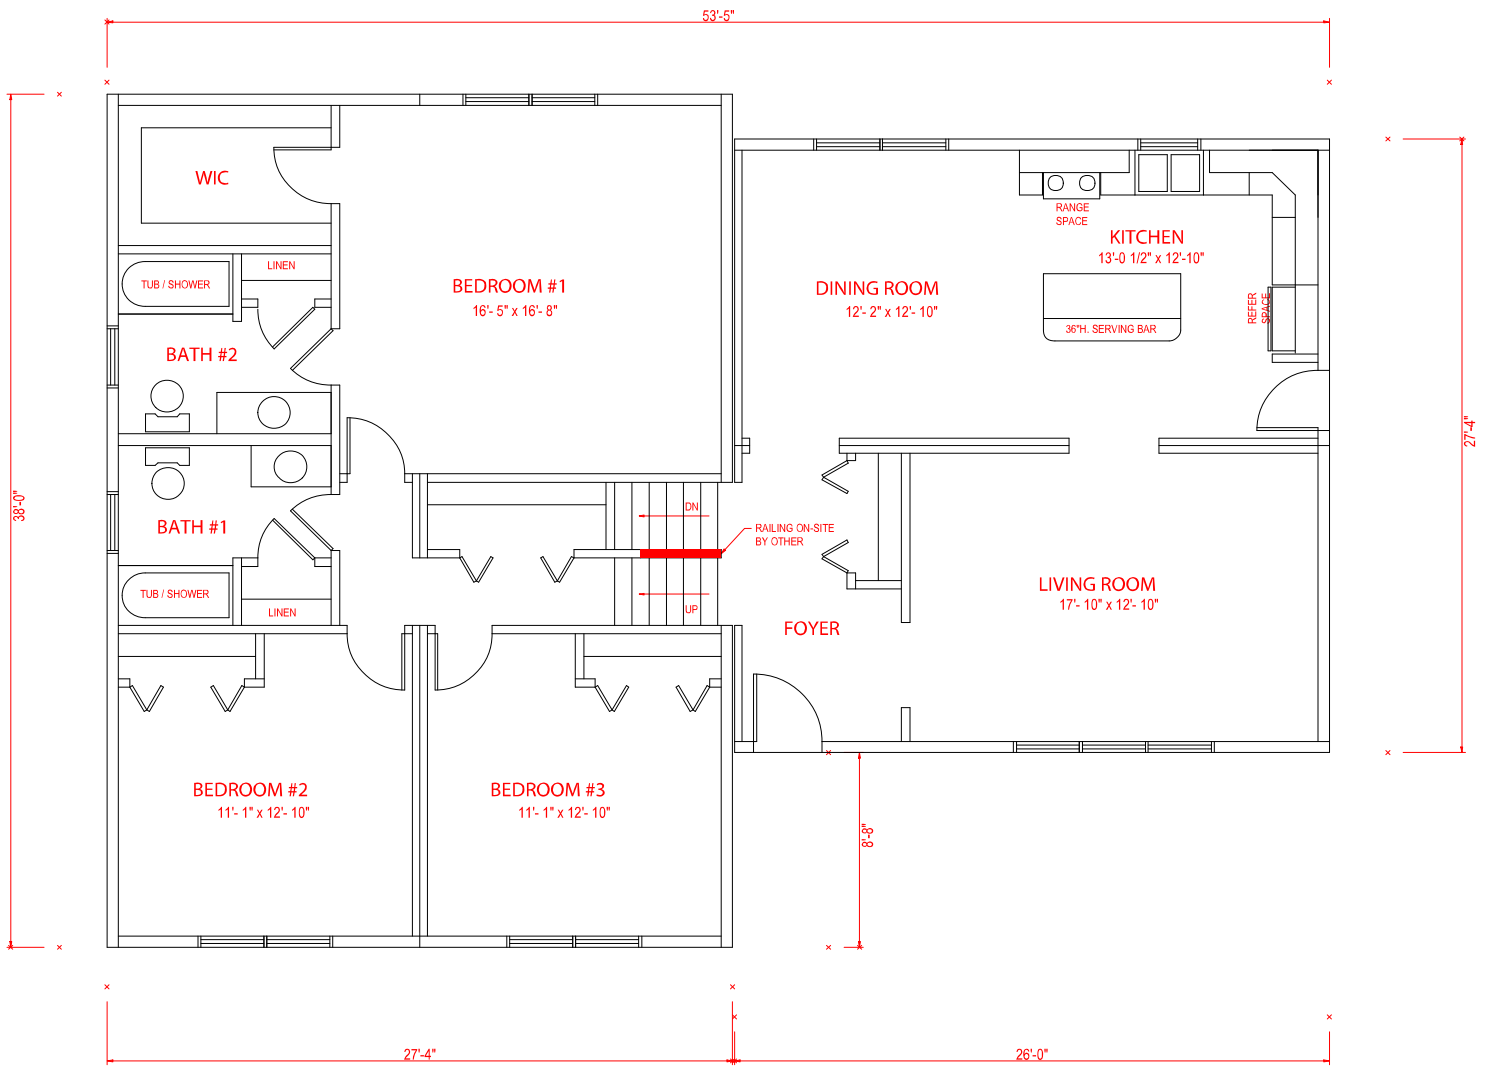 53'-5"
WIC
LINEN
TUB / SHOWER
BEDROOM #1
16'- 5" x 16'- 8"
BATH #2
RANGE
SPACE
KITCHEN
13'-0 1/2" x 12'-10"
DINING ROOM
12'- 2" x 12'- 10"
REFER
SPACE
36"H. SERVING BAR
27'-4"
38'-0"
BATH #1
DN
RAILING ON-SITE
BY OTHER
TUB / SHOWER
LINEN
UP
FOYER
LIVING ROOM
17'- 10" x 12'- 10"
BEDROOM #2
11'- 1" x 12'- 10"
BEDROOM #3
11'- 1" x 12'- 10"
8'-8"
27'-4"
26'-0"